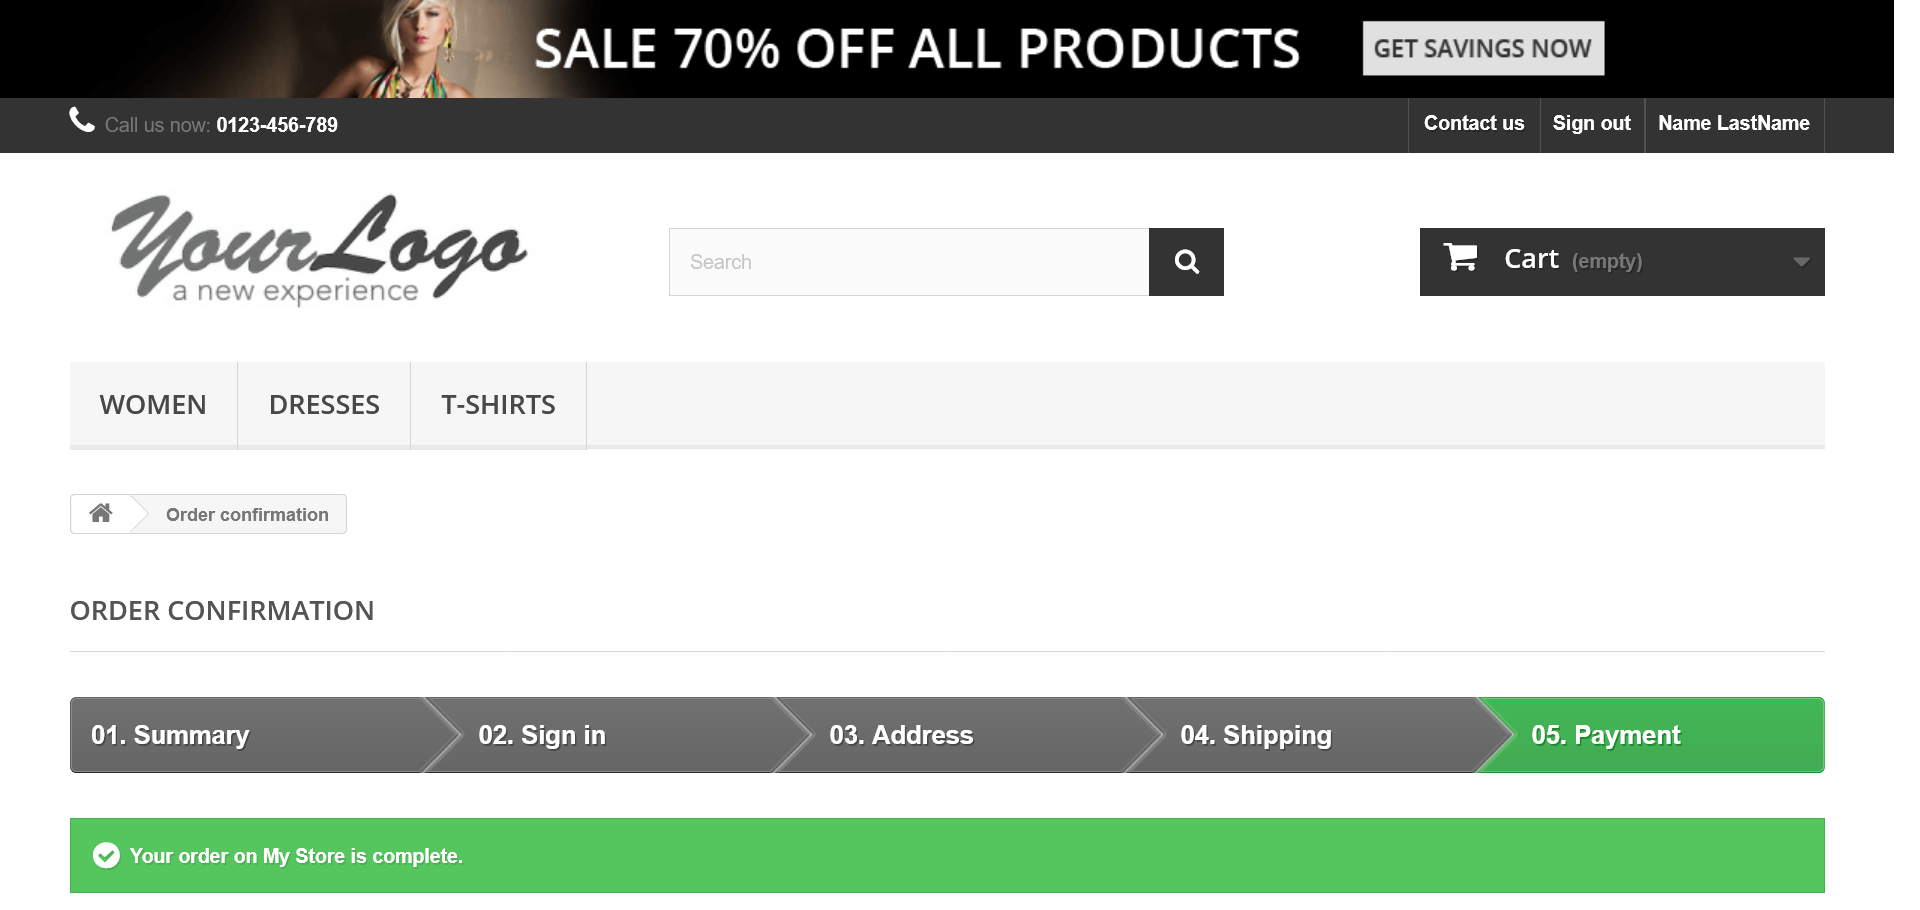 SALE 70% OFF ALL PRODUCTS
GET SAVINGS NOW
Call us now: 0123-456-789
Contact us
Sign out
Name LastName
YourLogo
a new experience
Search
Cart (empty)
WOMEN
DRESSES
T-SHIRTS
Order confirmation
ORDER CONFIRMATION
01. Summary
02. Sign in
03. Address
04. Shipping
05. Payment
Your order on My Store is complete.